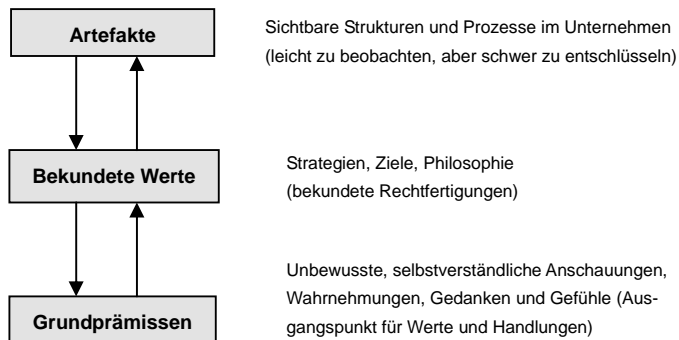 Artefakte
Sichtbare Strukturen und Prozesse im Unternehmen
(leicht zu beobachten, aber schwer zu entschlüsseln)
Bekundete Werte
Strategien, Ziele, Philosophie
(bekundete Rechtfertigungen)
Grundprämissen
Unbewusste, selbstverständliche Anschauungen,
Wahrnehmungen, Gedanken und Gefühle (Aus-
gangspunkt für Werte und Handlungen)